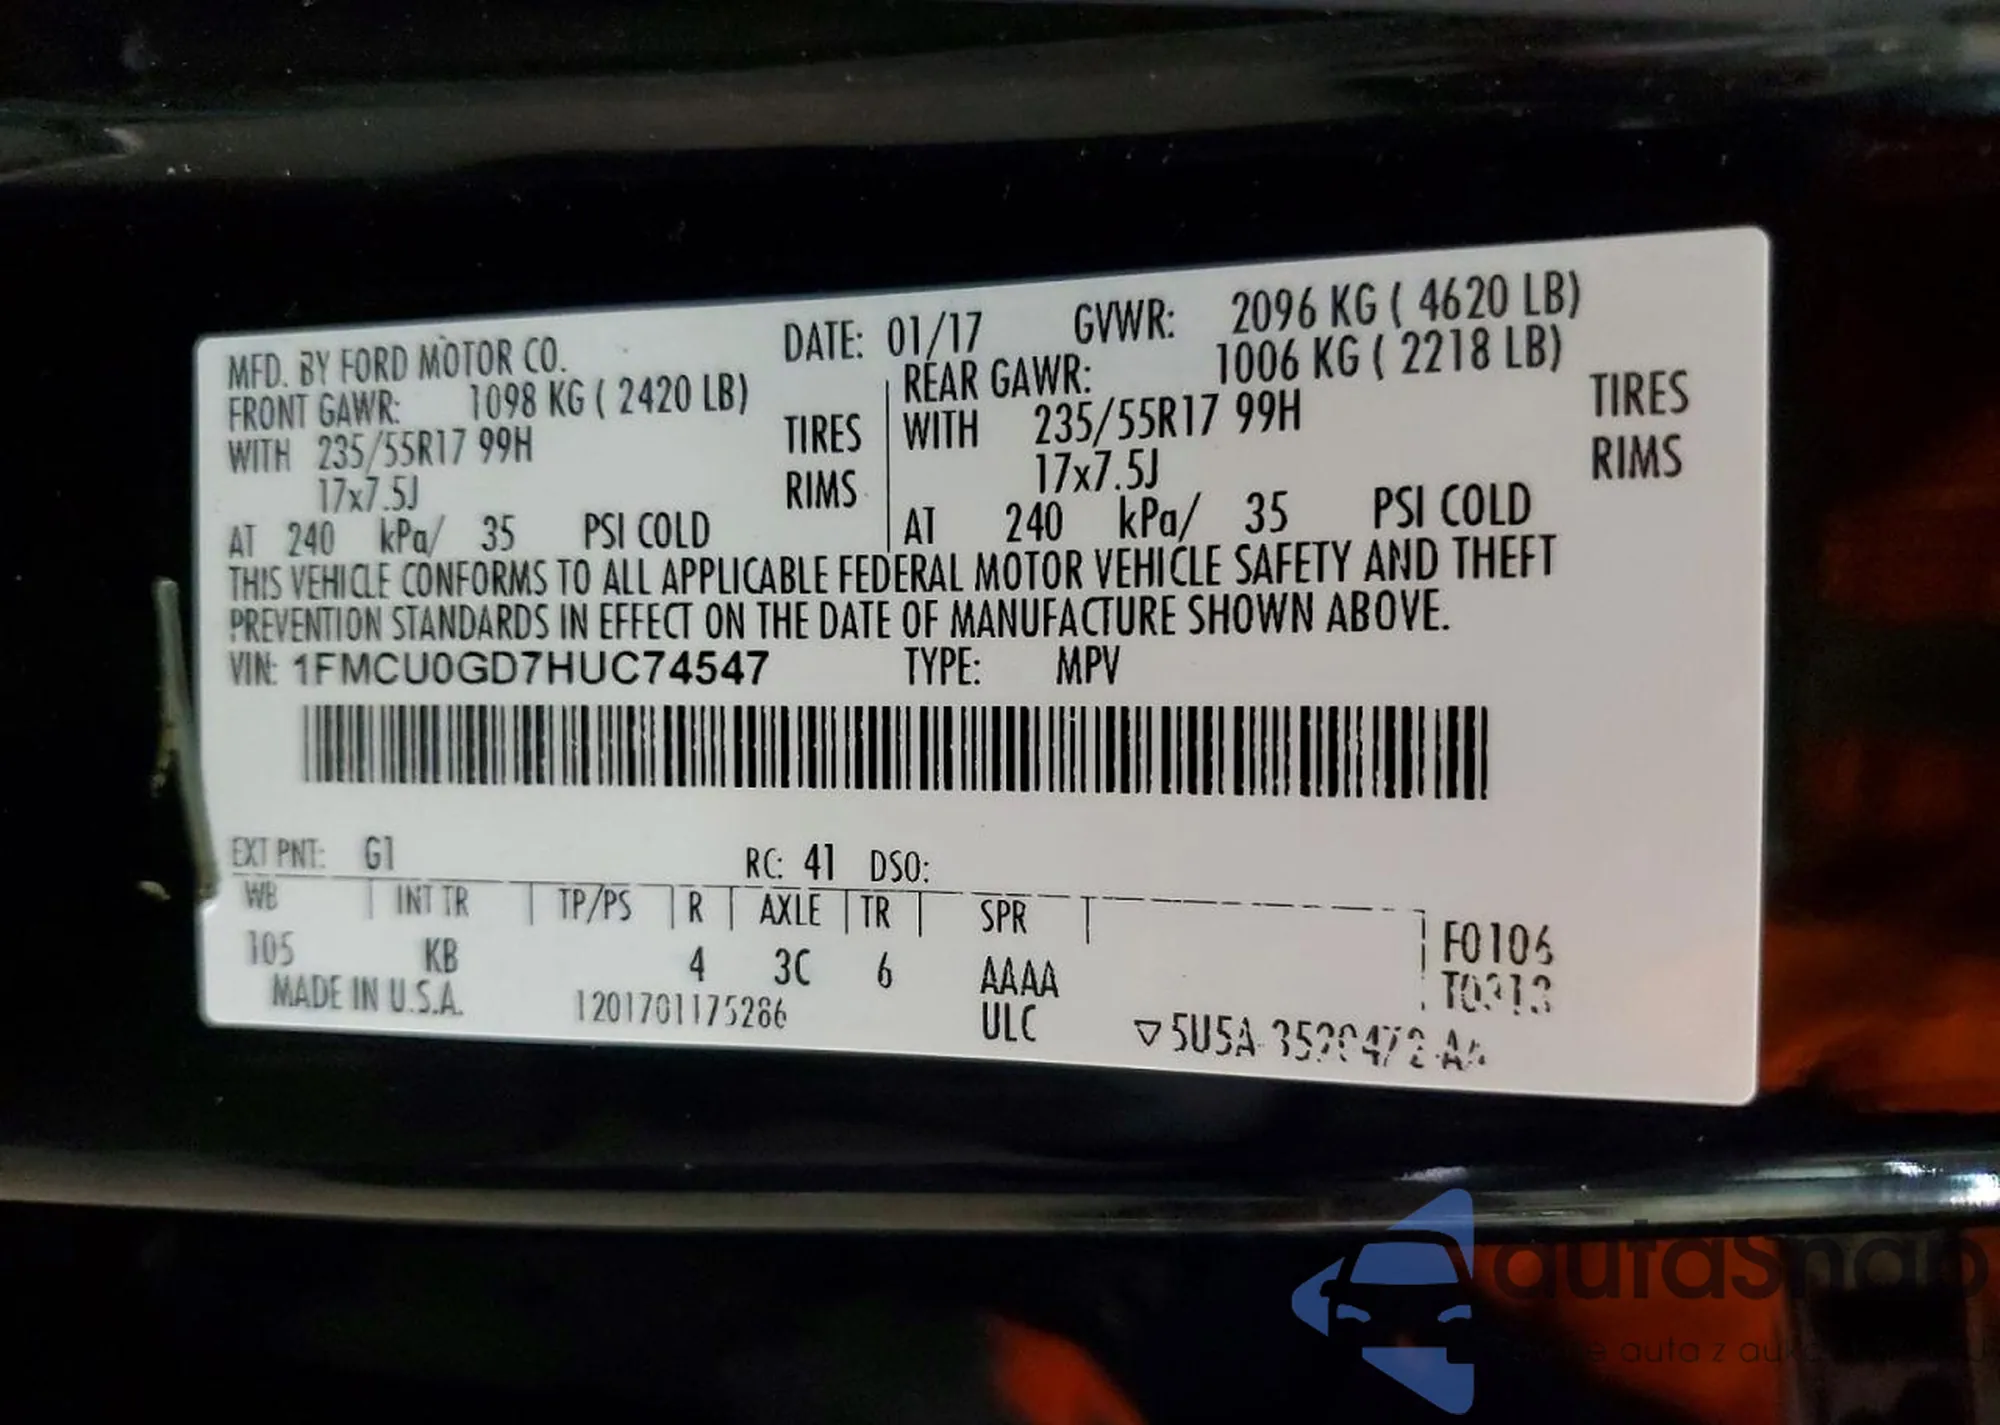 MFD. BY FORD MOTOR CO. DATE: 01/17 GVWR: 2096 KG ( 4620 LB)
FRONT GAWR: 1098 KG ( 2420 LB) REAR GAWR: 1006 KG ( 2218 LB)
WITH 235/55R17 99H TIRES WITH 235/55R17 99H TIRES
17x7.5J RIMS 17x7.5J RIMS
AT 240 kPa/ 35 PSI COLD AT 240 kPa/ 35 PSI COLD
THIS VEHICLE CONFORMS TO ALL APPLICABLE FEDERAL MOTOR VEHICLE SAFETY AND THEFT
PREVENTION STANDARDS IN EFFECT ON THE DATE OF MANUFACTURE SHOWN ABOVE.
VIN: 1FMCU0GD7HUC74547 TYPE: MPV
EXT PNT: G1 RC: 41 DSO:
WB INT TR TP/PS R AXLE TR SPR
F0106
105 KB 4 3C 6 AAAA
MADE IN U.S.A. 1201701175286 ULC
autaSnap
auta z